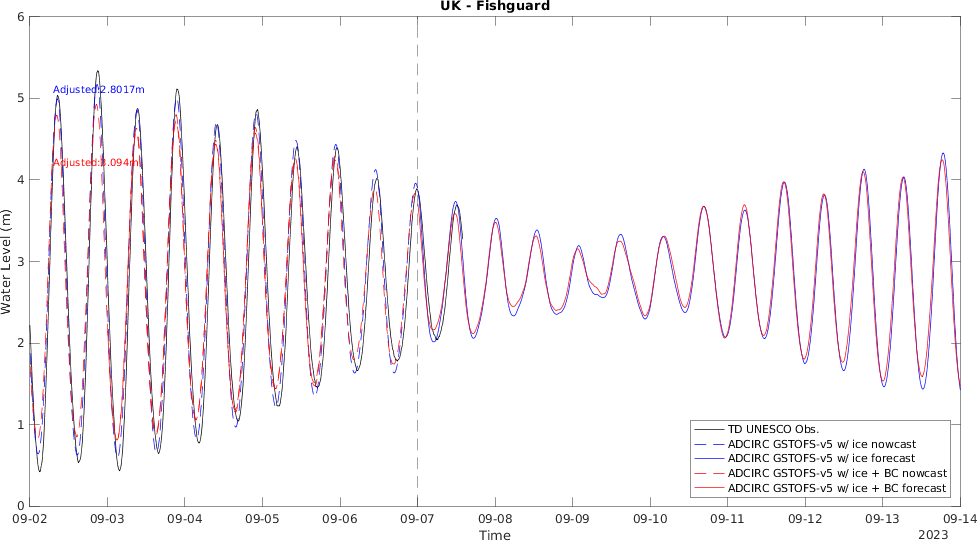 UK - Fishguard
6
5
4
3
2
1
0
Water Level (m)
Adjusted:2.8017m
Adjusted:3.094m
TD UNESCO Obs.
ADCIRC GSTOFS-v5 w/ ice nowcast
ADCIRC GSTOFS-v5 w/ ice forecast
ADCIRC GSTOFS-v5 w/ ice + BC nowcast
ADCIRC GSTOFS-v5 w/ ice + BC forecast
09-02 09-03 09-04 09-05 09-06 09-07 09-08 09-09 09-10 09-11 09-12 09-13 09-14
Time
2023